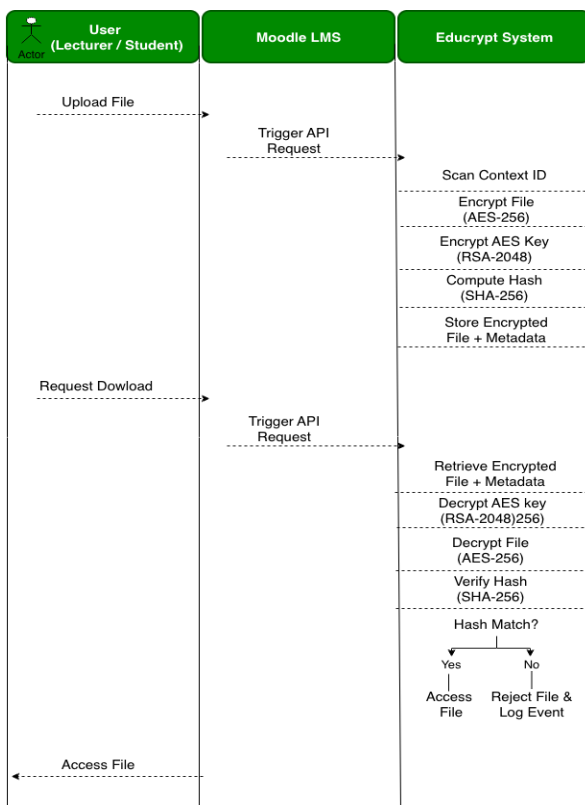 Actor
User
(Lecturer / Student)
Moodle LMS
Educrypt System
Upload File
Trigger API
Request
Scan Context ID
Encrypt File
(AES-256)
Encrypt AES Key
(RSA-2048)
Compute Hash
(SHA-256)
Store Encrypted
File + Metadata
Request Dowload
Trigger API
Request
Retrieve Encrypted
File + Metadata
Decrypt AES key
(RSA-2048)256)
Decrypt File
(AES-256)
Verify Hash
(SHA-256)
Hash Match?
Yes
No
Access
File
Reject File &
Log Event
Access File